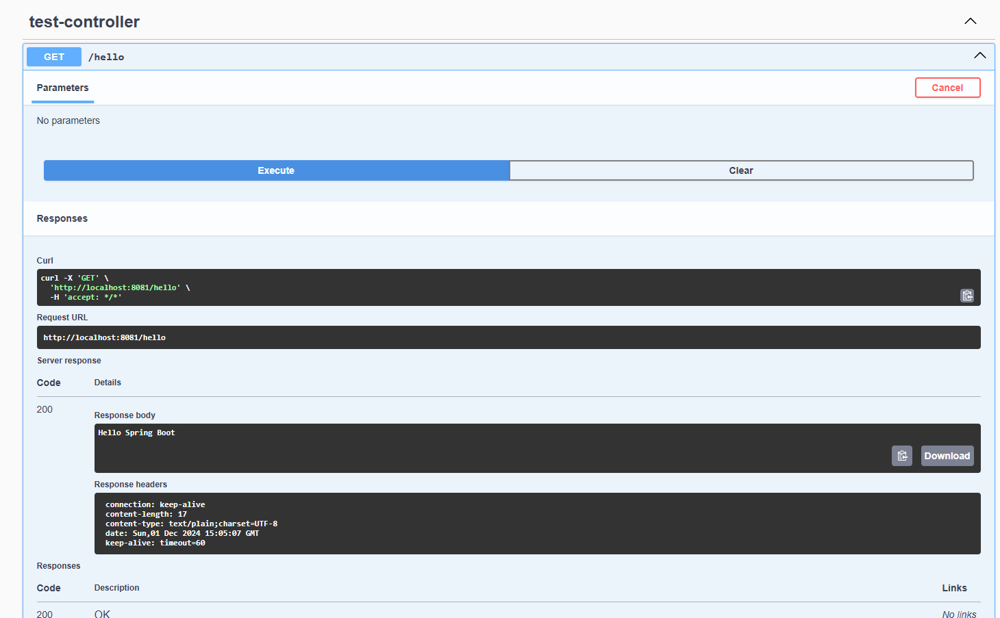 test-controller
GET /hello
Parameters
Cancel
No parameters
Execute
Clear
Responses
Curl
curl -X 'GET' \
  'http://localhost:8081/hello' \
  -H 'accept: */*'
Request URL
http://localhost:8081/hello
Server response
Code Details
200
Response body
Hello Spring Boot
Download
Response headers
connection: keep-alive
content-length: 17
content-type: text/plain;charset=UTF-8
date: Sun,01 Dec 2024 15:05:07 GMT
keep-alive: timeout=60
Responses
Code Description Links
200 OK No links